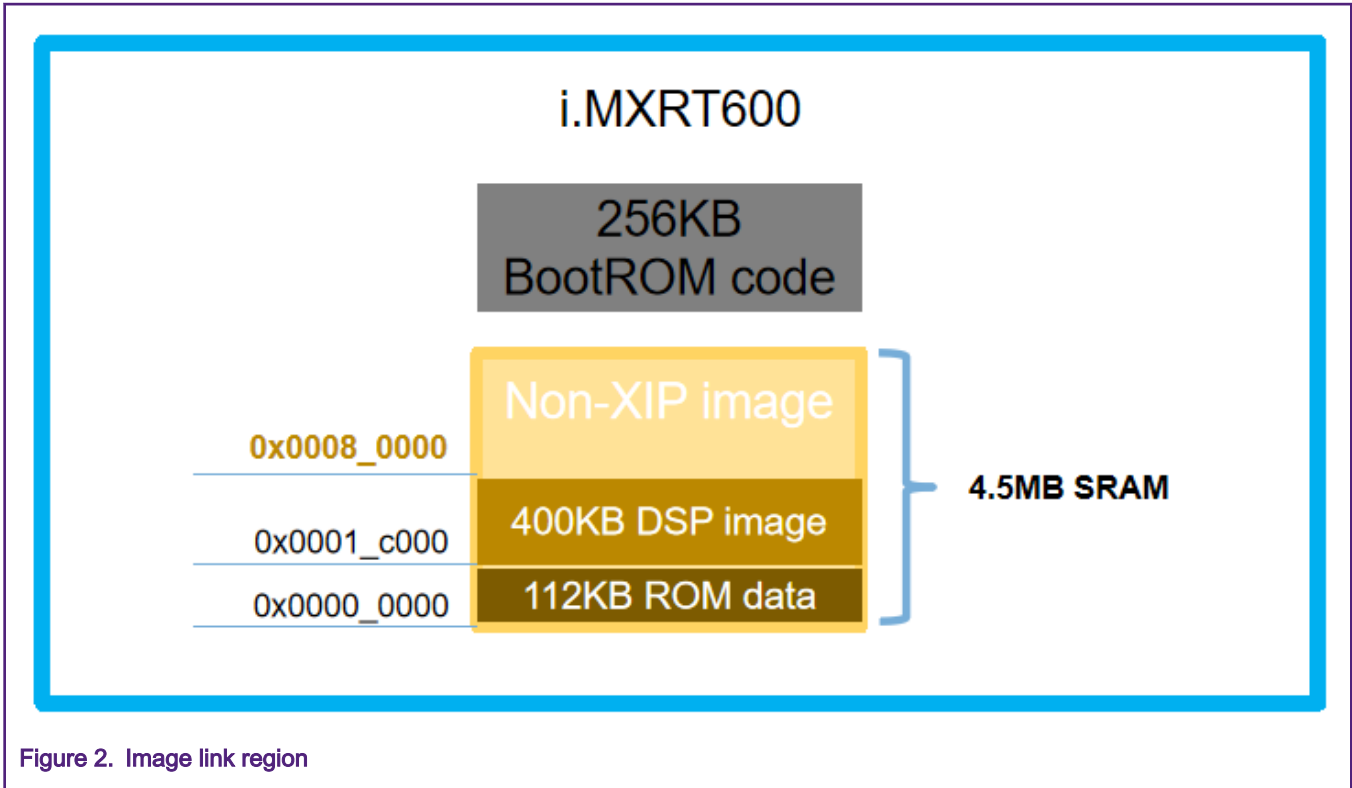 i.MXRT600
256KB
BootROM code
Non-XIP image
0x0008_0000
4.5MB SRAM
400KB DSP image
0x0001_c000
112KB ROM data
0x0000_0000
Figure 2. Image link region